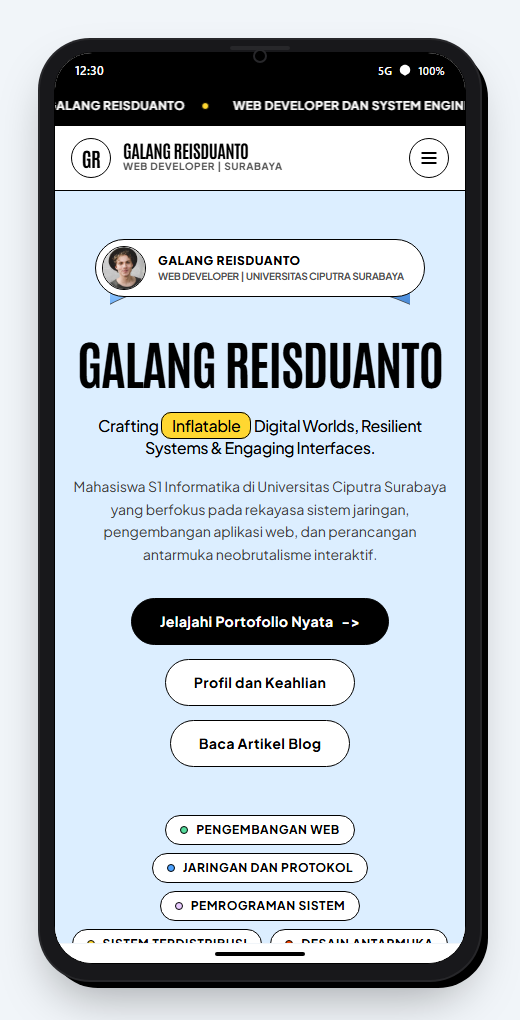 12:30
5G 100%
GALANG REISDUANTO WEB DEVELOPER DAN SYSTEM
GR
GALANG REISDUANTO
WEB DEVELOPER | SURABAYA
GALANG REISDUANTO
WEB DEVELOPER | UNIVERSITAS CIPUTRA SURABAYA
GALANG REISDUANTO
Crafting Inflatable Digital Worlds, Resilient
Systems & Engaging Interfaces.
Mahasiswa S1 Informatika di Universitas Ciputra Surabaya
yang berfokus pada rekayasa sistem jaringan,
pengembangan aplikasi web, dan perancangan
antarmuka neobrutalisme interaktif.
Jelajahi Portofolio Nyata ->
Profil dan Keahlian
Baca Artikel Blog
PENGEMBANGAN WEB
JARINGAN DAN PROTOKOL
PEMROGRAMAN SISTEM
SISTEM TERDISTRIBUSI DESAIN ANTARMUKA